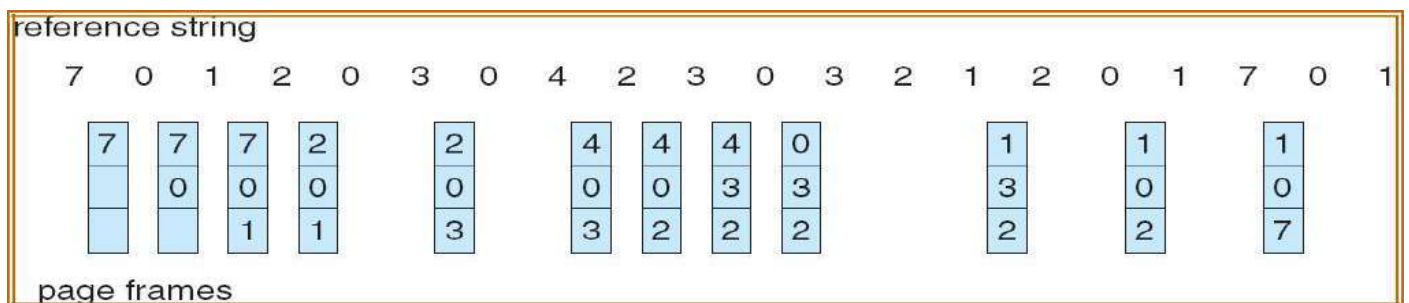 reference string
7 0 1 2 0 3 0 4 2 3 0 3 2 1 2 0 1 7 0 1
7 7 7 2 2 4 4 4 0 1 1 1
0 0 0 0 0 0 3 3 3 0 0
1 1 3 3 2 2 2 2 2 7
page frames